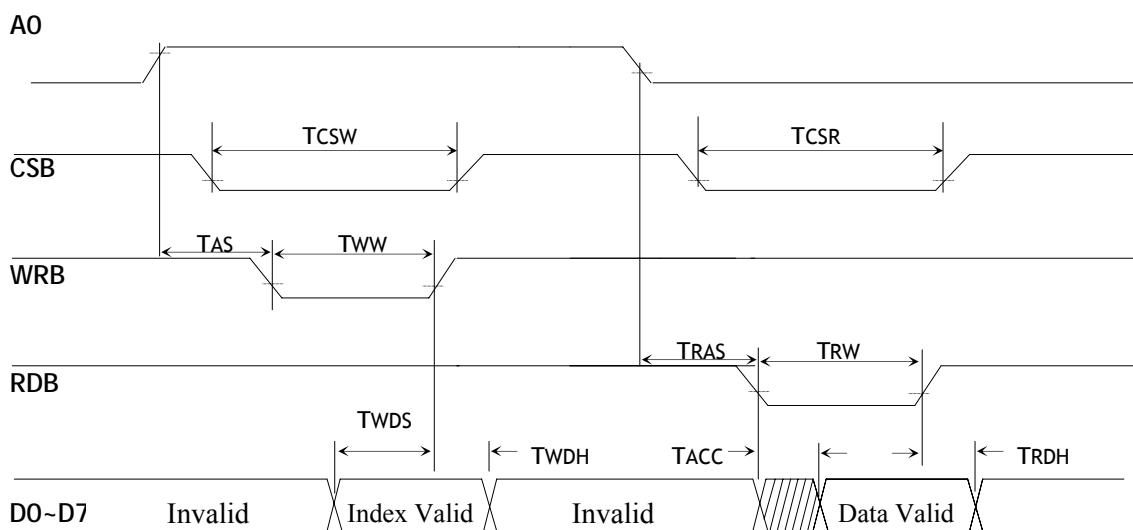 A0
TCSW
TCSR
CSB
TAS
TWW
WRB
TRAS
TRW
RDB
TWDS
TWDH
TACC
TRDH
D0~D7
Invalid
Index Valid
Invalid
Data Valid